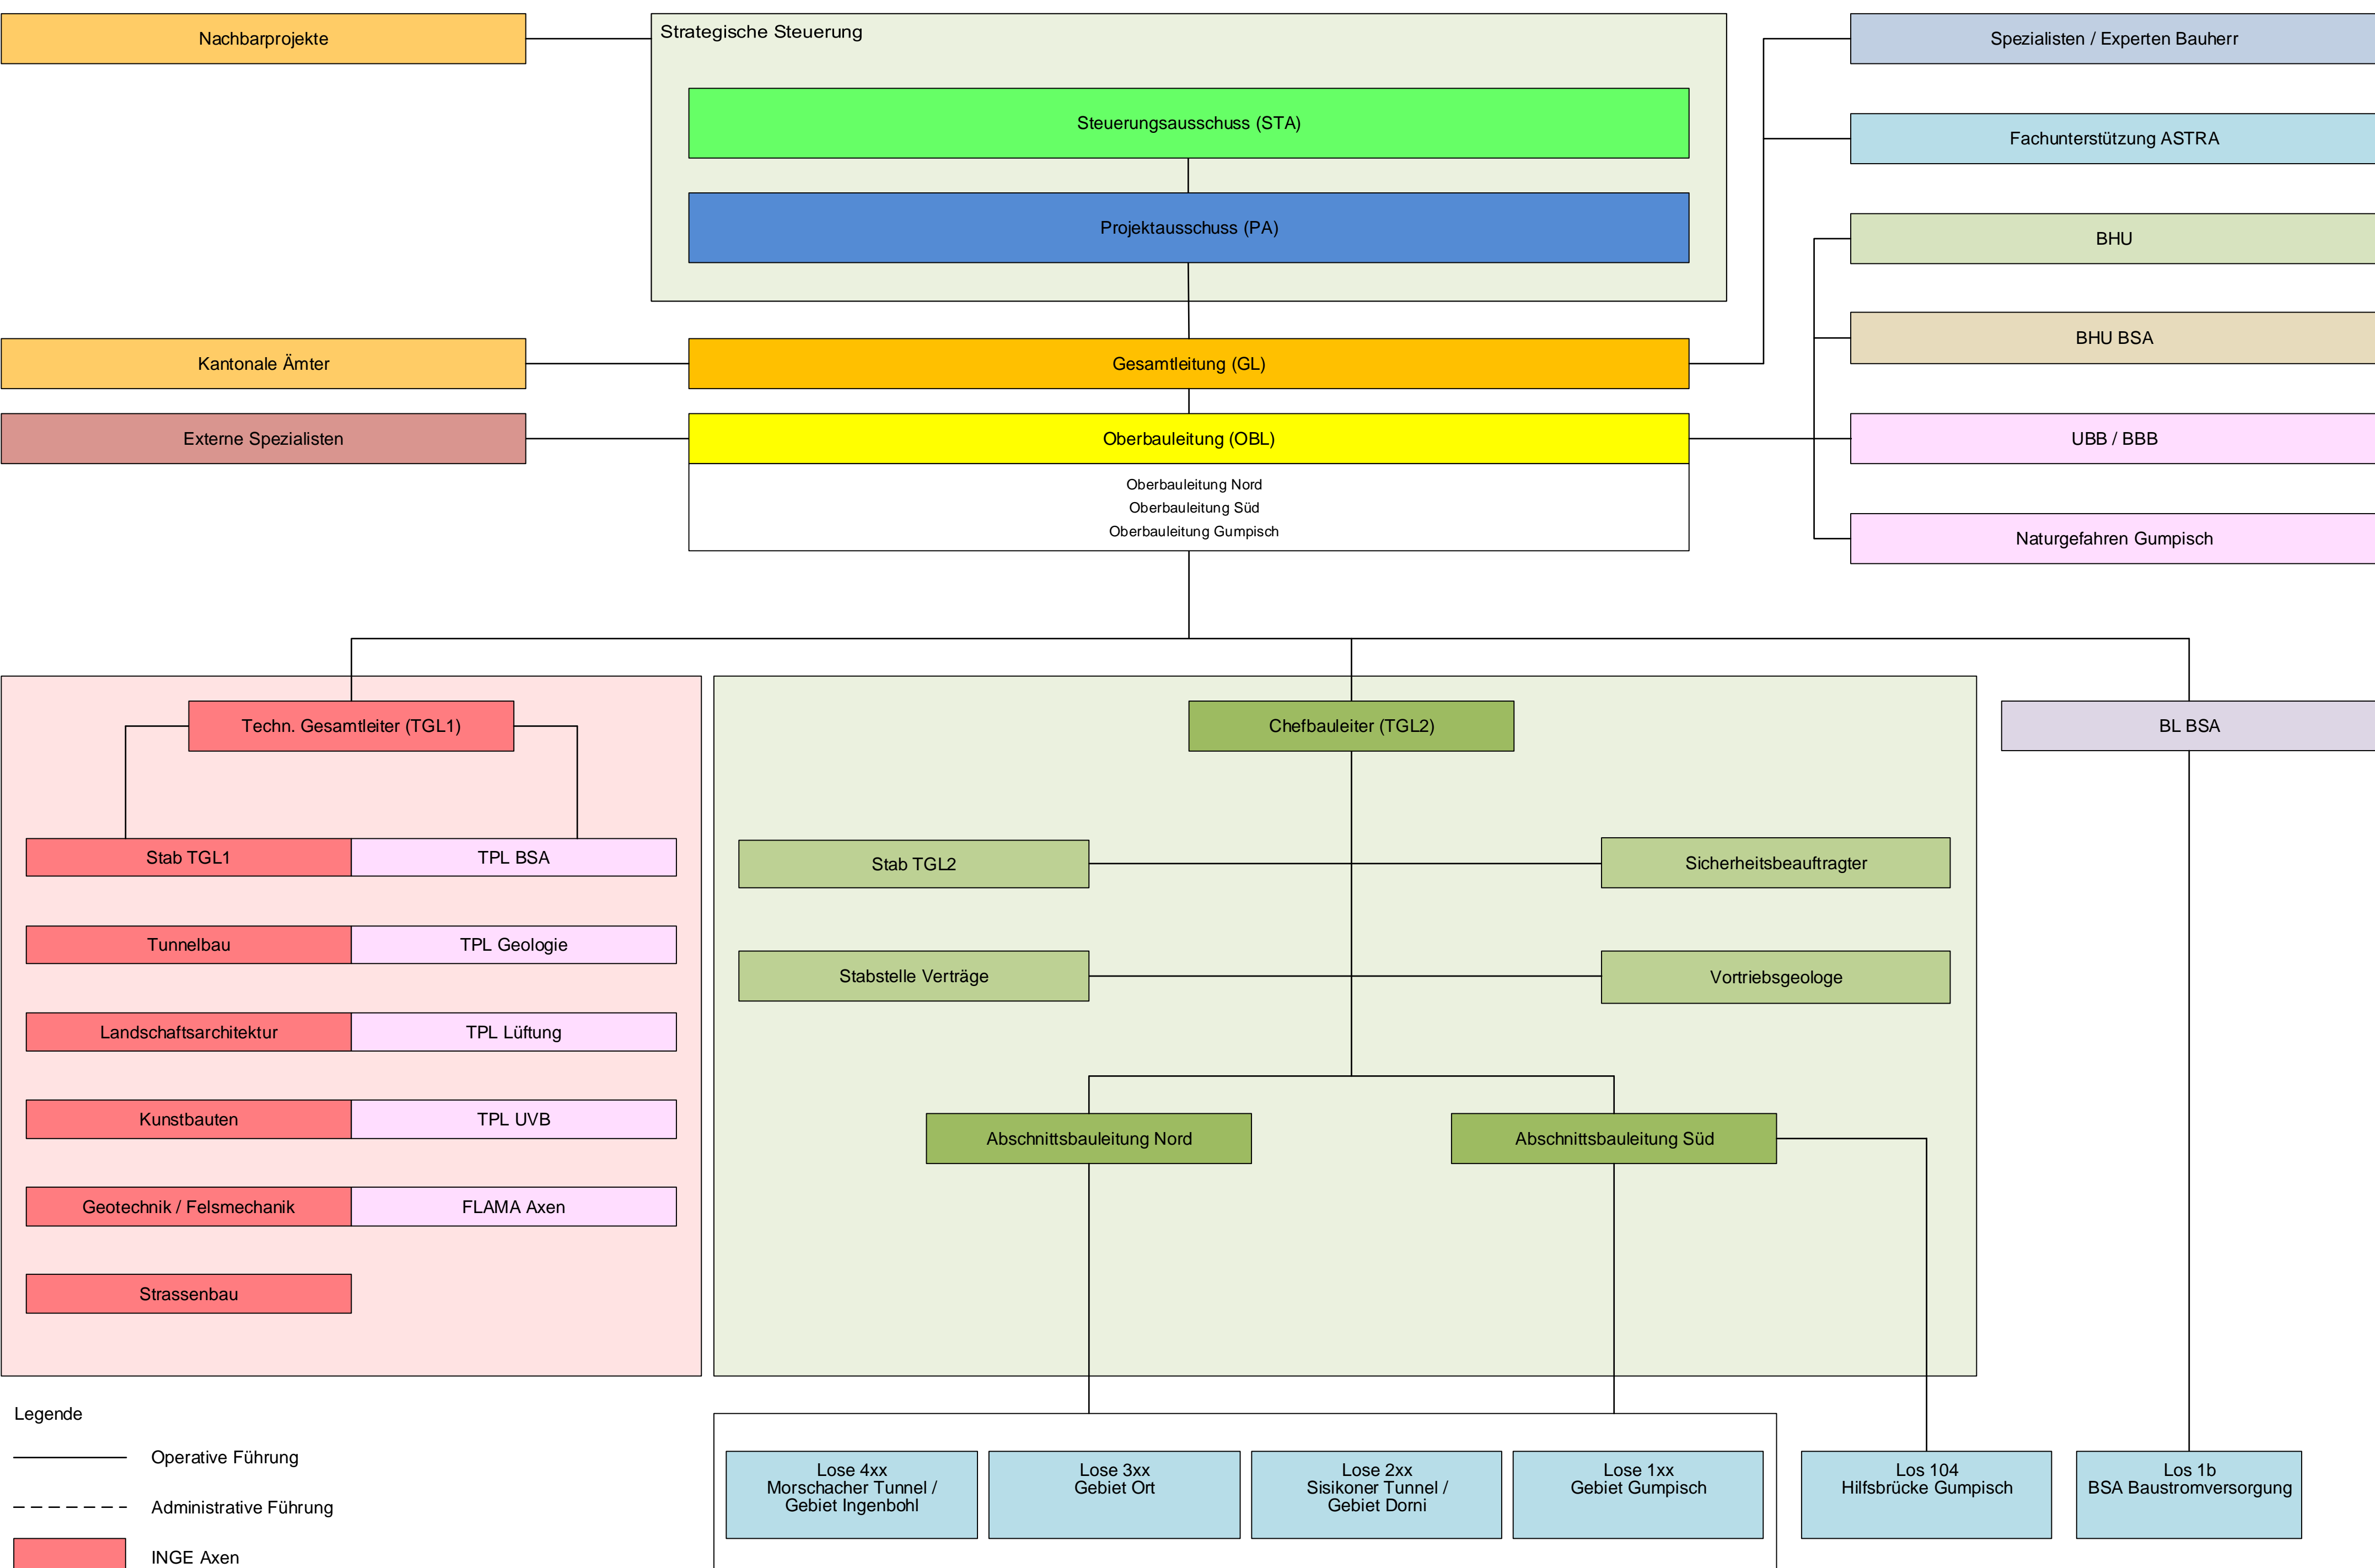 Nachbarprojekte
Strategische Steuerung
Spezialisten / Experten Bauherr
Steuerungsausschuss (STA)
Fachunterstützung ASTRA
Projektausschuss (PA)
BHU
BHU BSA
Kantonale Ämter
Gesamtleitung (GL)
Externe Spezialisten
Oberbauleitung (OBL)
UBB / BBB
Oberbauleitung Nord
Oberbauleitung Süd
Oberbauleitung Gumpisch
Naturgefahren Gumpisch
Techn. Gesamtleiter (TGL1)
Chefbauleiter (TGL2)
BL BSA
Stab TGL1
TPL BSA
Stab TGL2
Sicherheitsbeauftragter
Tunnelbau
TPL Geologie
Stabstelle Verträge
Vortriebsgeologe
Landschaftsarchitektur
TPL Lüftung
Kunstbauten
TPL UVB
Abschnittsbauleitung Nord
Abschnittsbauleitung Süd
Geotechnik / Felsmechanik
FLAMA Axen
Strassenbau
Legende
Operative Führung
Administrative Führung
INGE Axen
Lose 4xx
Morschacher Tunnel /
Gebiet Ingenbohl
Lose 3xx
Gebiet Ort
Lose 2xx
Sisikoner Tunnel /
Gebiet Dorni
Lose 1xx
Gebiet Gumpisch
Los 104
Hilfsbrücke Gumpisch
Los 1b
BSA Baustromversorgung